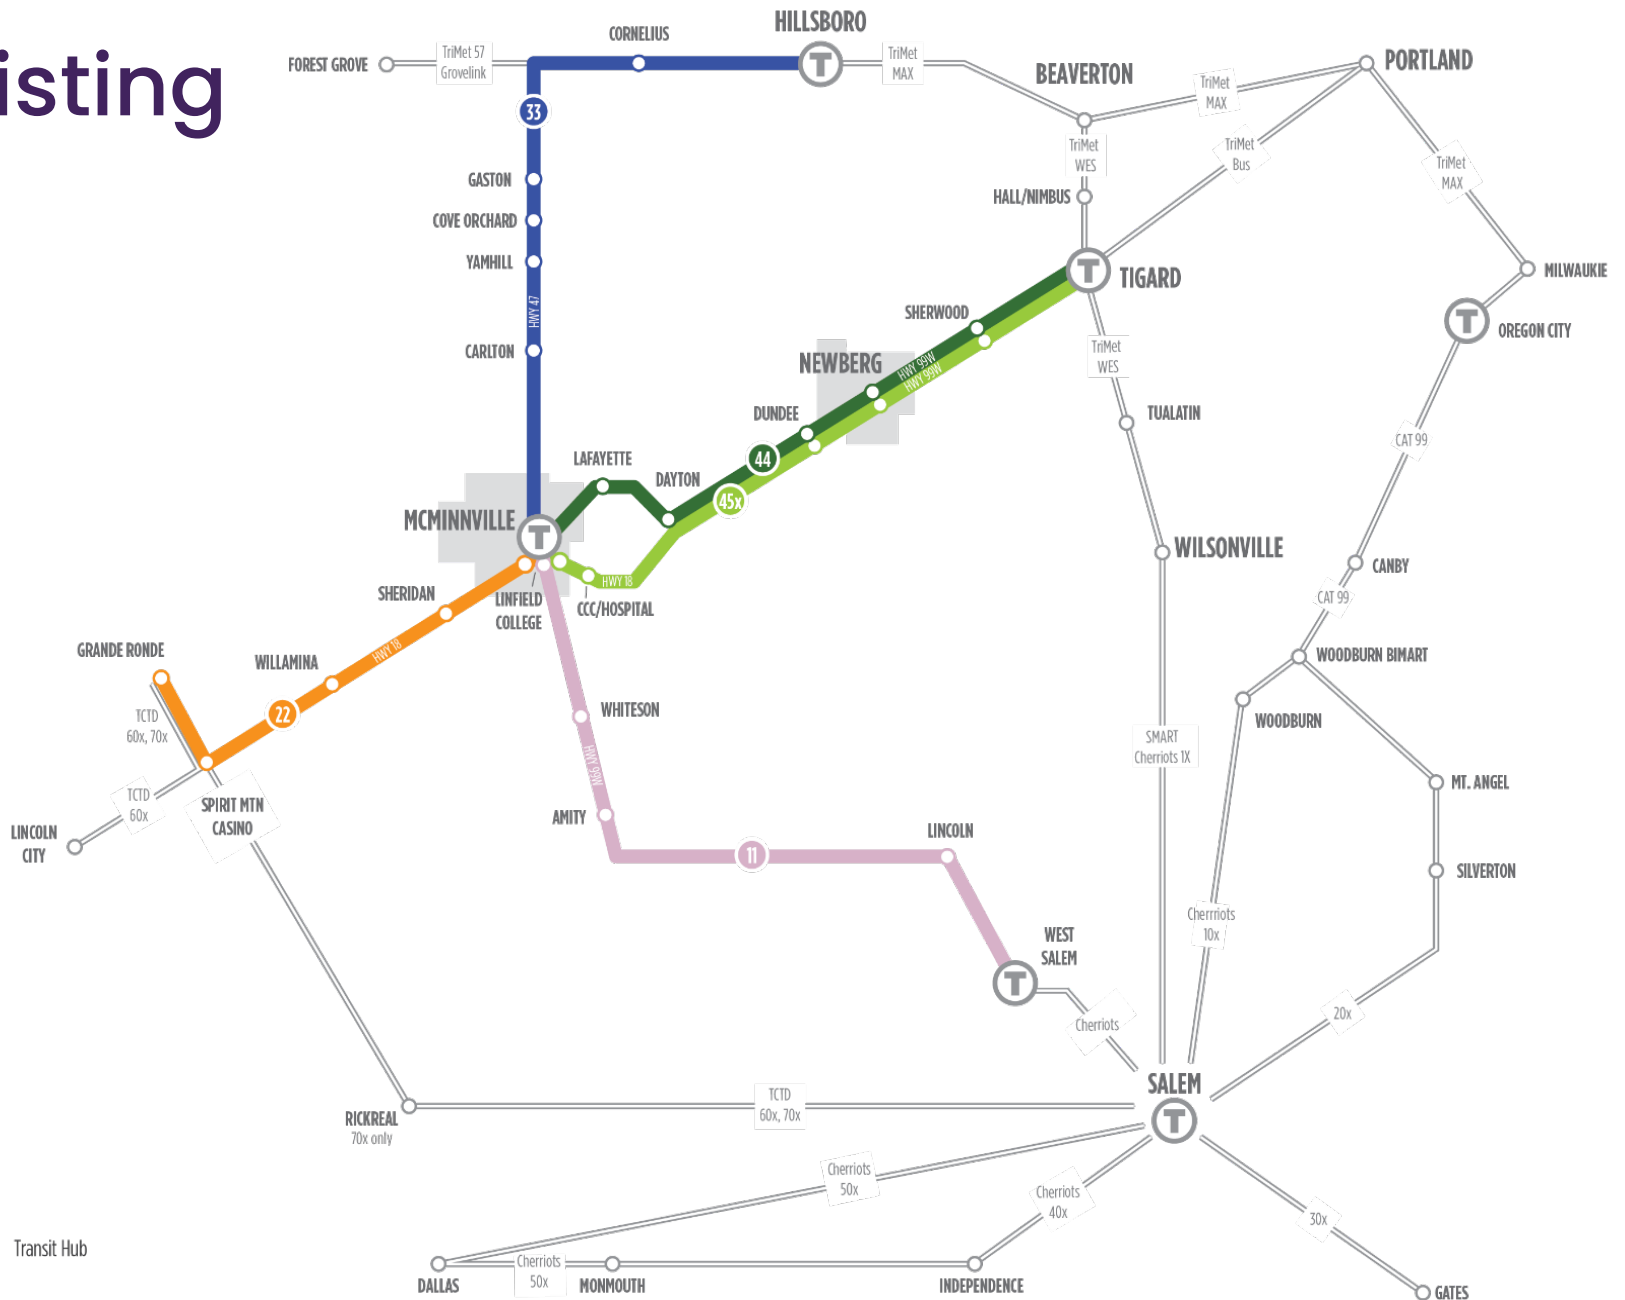 isting
HILLSBORO
CORNELIUS
FOREST GROVE
TriMet 57
Grovelink
T
TriMet
MAX
BEAVERTON
PORTLAND
TriMet
MAX
33
TriMet
WES
TriMet
Bus
TriMet
MAX
GASTON
HALL/NIMBUS
COVE ORCHARD
YAMHILL
T
TIGARD
MILWAUKIE
HWY 47
SHERWOOD
T
OREGON CITY
CARLTON
NEWBERG
HWY 99W
HWY 99W
TriMet
WES
DUNDEE
TUALATIN
CAT 99
LAFAYETTE
44
DAYTON
45x
MCMINNVILLE
T
WILSONVILLE
CANBY
HWY 18
SHERIDAN
LINFIELD
COLLEGE
CCC/HOSPITAL
CAT 99
GRANDE RONDE
WILLAMINA
HWY 18
WOODBURN BIMART
22
WHITESON
WOODBURN
TCTD
60x, 70x
SMART
Cherriots 1X
HWY 99W
MT. ANGEL
TCTD
60x
SPIRIT MTN
CASINO
AMITY
LINCOLN
CITY
LINCOLN
11
SILVERTON
Cherrriots
10x
WEST
SALEM
T
Cherriots
20x
SALEM
T
TCTD
60x, 70x
RICKREAL
70x only
Cherriots
50x
Cherriots
40x
30x
Transit Hub
Cherriots
50x
DALLAS
MONMOUTH
INDEPENDENCE
GATES